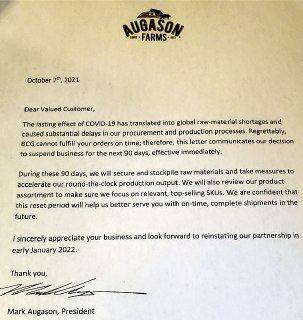 AUGASON
FARMS
October 7th, 2021
Dear Valued Customer,
The lasting effect of COVID-19 has translated into global raw-material shortages and
caused substantial delays in our procurement and production processes. Regrettably,
BCG cannot fulfill your orders on time; therefore, this letter communicates our decision
to suspend business for the next 90 days, effective immediately.
During these 90 days, we will secure and stockpile raw materials and take measures to
accelerate our round-the-clock production output. We will also review our product
assortment to make sure we focus on relevant, top-selling SKUs. We are confident that
this reset period will help us better serve you with on-time, complete shipments in the
future.
I sincerely appreciate your business and look forward to reinstating our partnership in
early January 2022.
Thank you,
Mark Augason, President